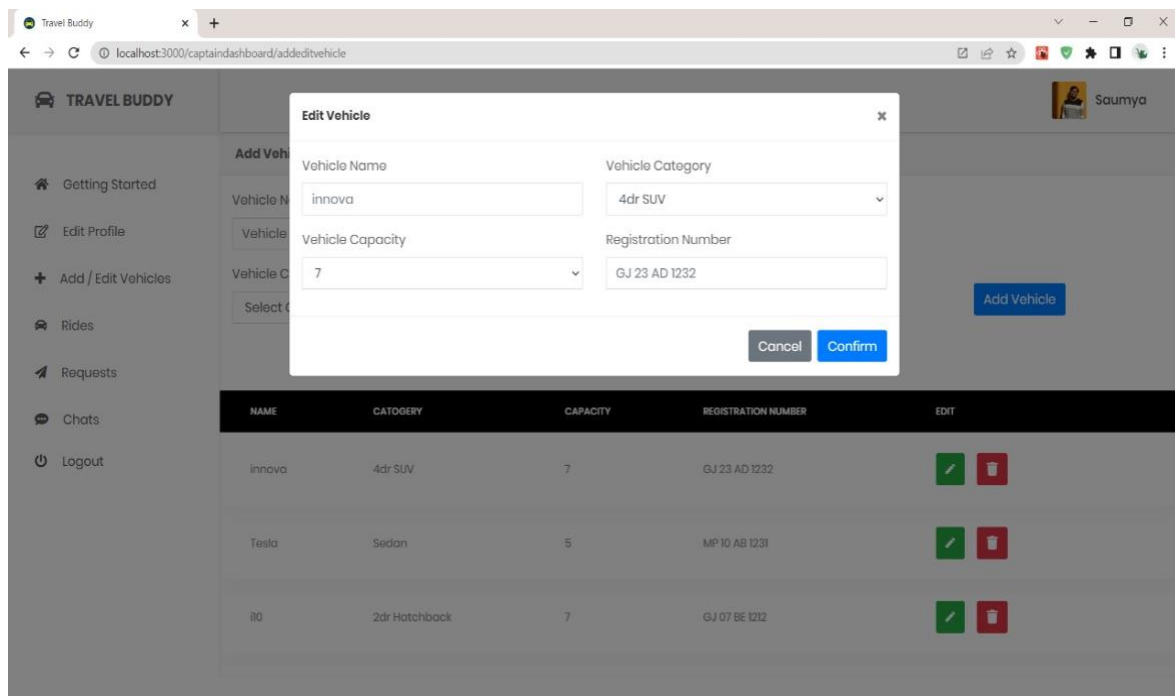 Travel Buddy
localhost:3000/captaindashboard/addeditvehicle
TRAVEL BUDDY
Saumya
Getting Started
Edit Profile
Add / Edit Vehicles
Rides
Requests
Chats
Logout
Edit Vehicle
Vehicle Name
Vehicle Category
innova
4dr SUV
Vehicle Capacity
Registration Number
7
GJ 23 AD 1232
Cancel Confirm
Add Vehi
Vehicle N
Vehicle
Vehicle C
Select
Add Vehicle
NAME CATOGERY CAPACITY REGISTRATION NUMBER EDIT
innova 4dr SUV 7 GJ 23 AD 1232
Tesla Sedan 5 MP 10 AB 1231
i10 2dr Hatchback 7 GJ 07 BE 1212